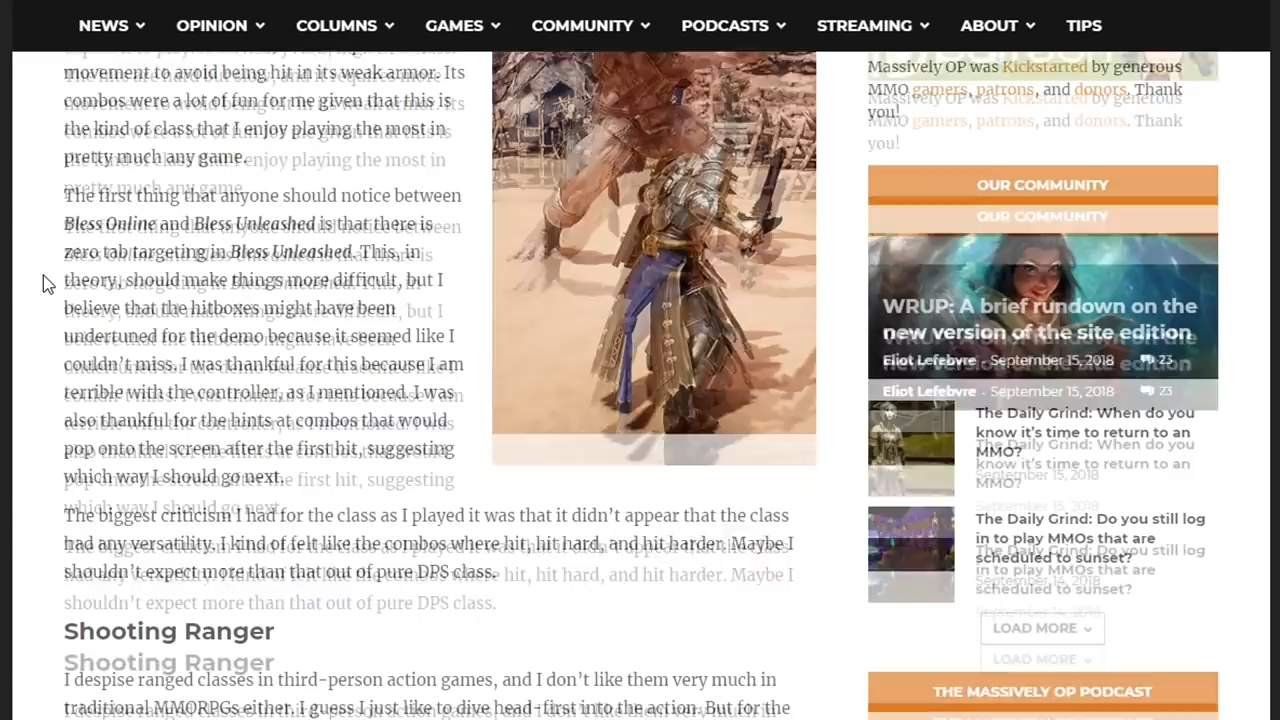 NEWS OPINION COLUMNS GAMES COMMUNITY PODCASTS STREAMING ABOUT TIPS
movement to avoid being hit in its weak armor. Its
combos were a lot of fun for me given that this is
the kind of class that I enjoy playing the most in
pretty much any game.
The first thing that anyone should notice between
Bless Online and Bless Unleashed is that there is
zero tab targeting in Bless Unleashed. This, in
theory, should make things more difficult, but I
believe that the hitboxes might have been
undertuned for the demo because it seemed like I
couldn't miss. I was thankful for this because I am
terrible with the controller, as I mentioned. I was
also thankful for the hints at combos that would
pop onto the screen after the first bit, suggesting
which way I should go next.
The biggest criticism I had for the class as I played it was that it didn't appear that the class
had any versatility. I kind of felt like the combos where hit, hit hard, and hit harder. Maybe I
shouldn't expect more than that out of pure DPS class.
Shooting Ranger
I despise ranged classes in third-person action games, and I don't like them very much in
traditional MMORPGs either. I guess I just like to dive head-first into the action. But for the
Massively OP was Kickstarted by generous
MMO gamers, patrons, and donors. Thank
you!
OUR COMMUNITY
WRUP: A brief rundown on the
new version of the site edition
Eliot Lefebvre - September 15, 2018 23
The Daily Grind: When do you
know it's time to return to an
MMO?
September 15, 2018
The Daily Grind: Do you still log
in to play MMOs that are
scheduled to sunset?
September 14, 2018
LOAD MORE
THE MASSIVELY OP PODCAST